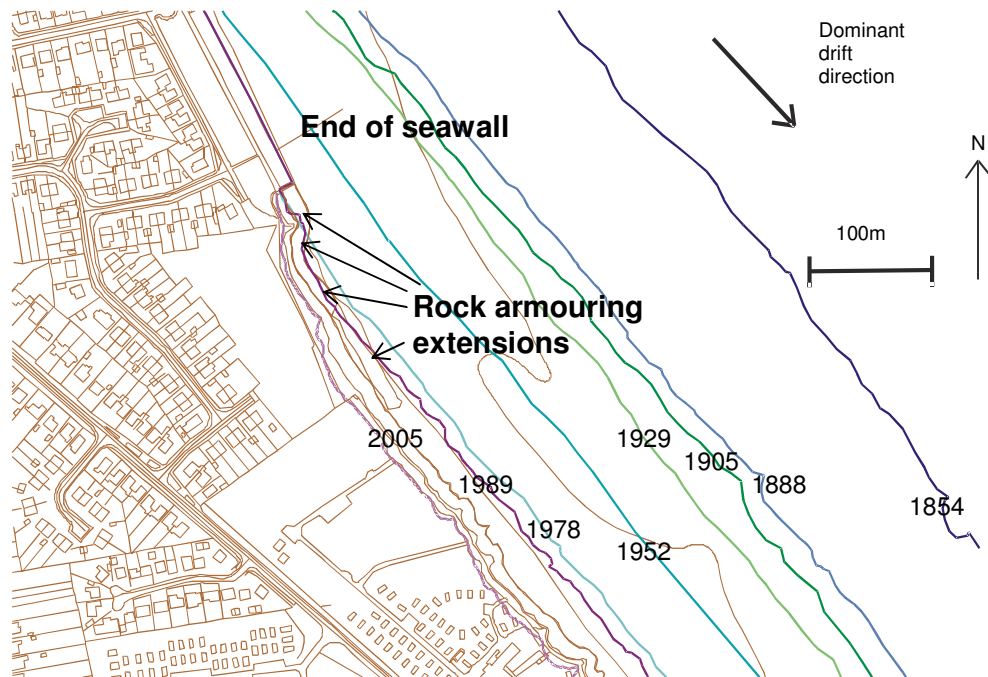 Dominant
drift
direction
End of seawall
N
100m
Rock armouring
extensions
2005
1929
1905
1989
1888
1854
1978
1952